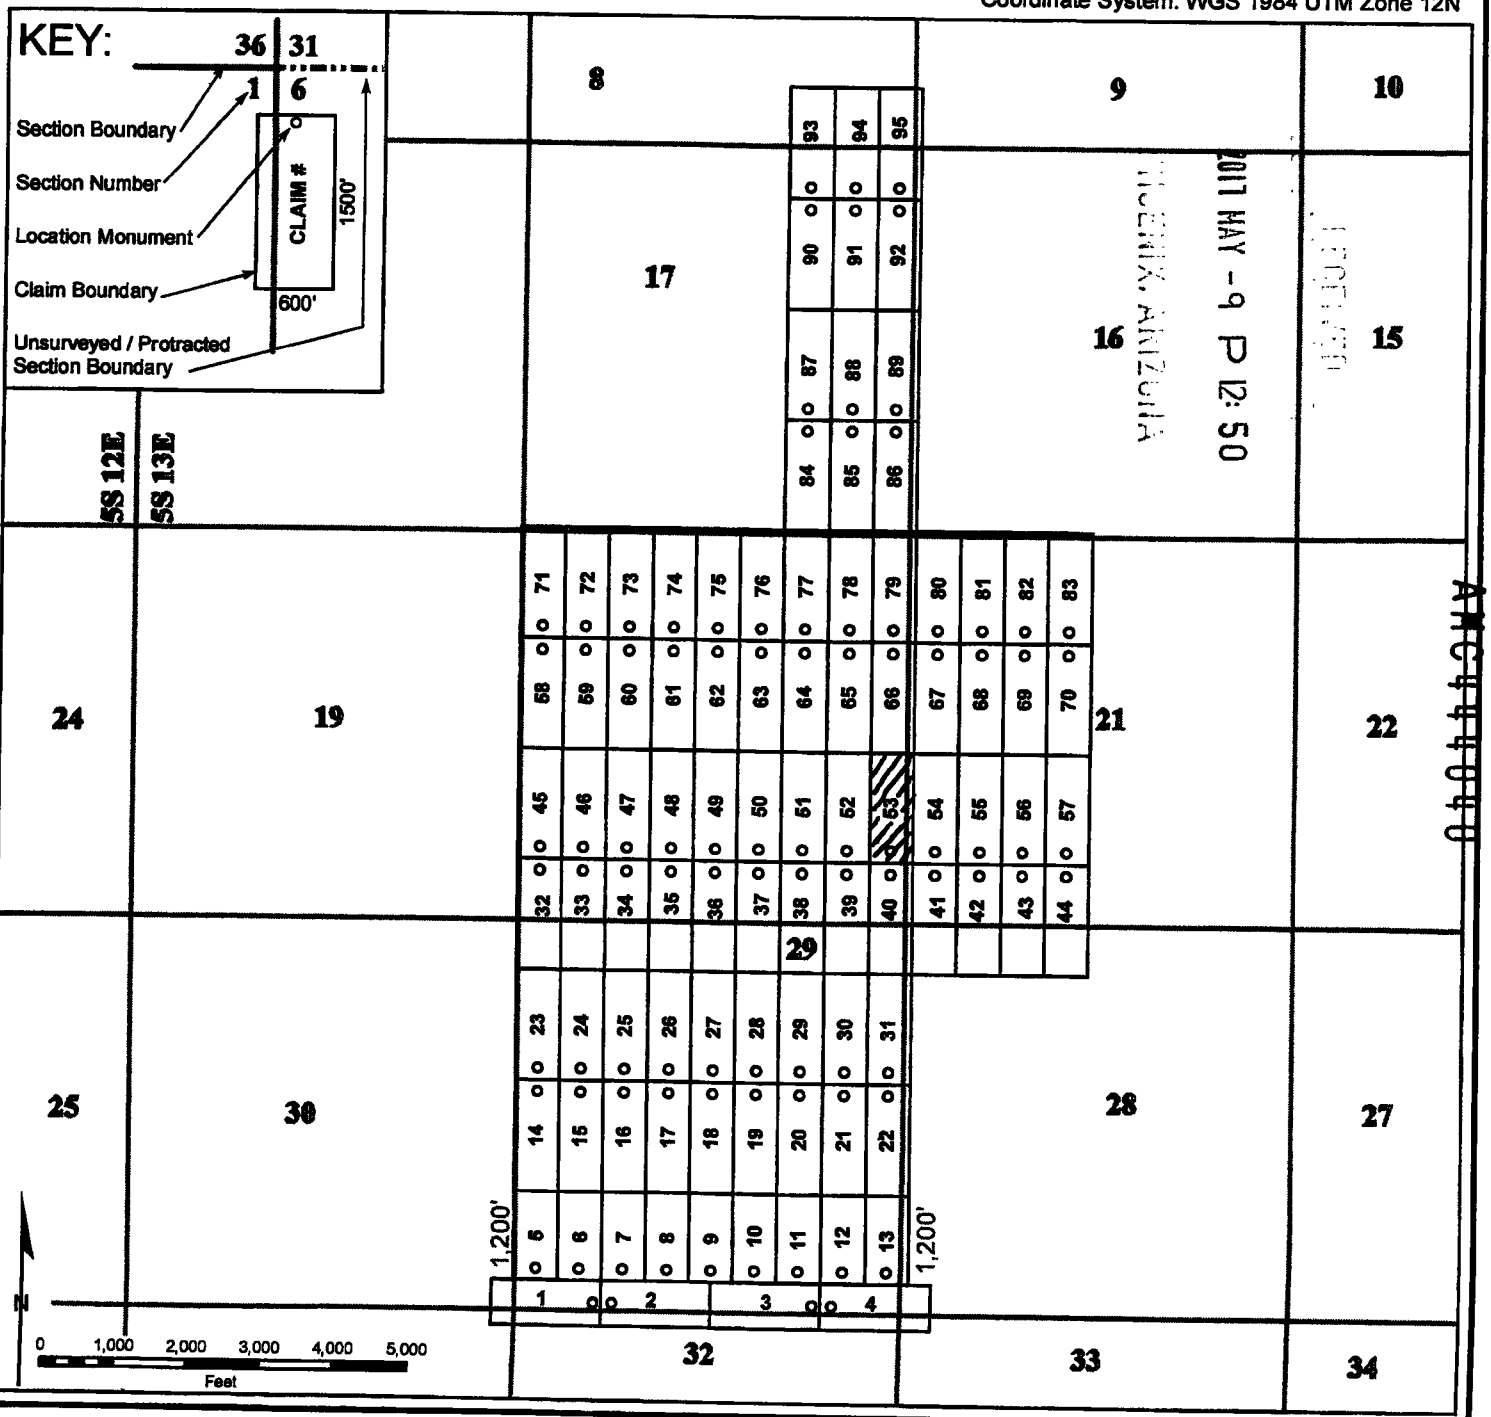 Coordinate System: WGS 1984 UTM Zone 12N
KEY:
36 31
1 6
Section Boundary
Section Number
Location Monument
Claim Boundary
Unsurveyed / Protracted
Section Boundary
CLAIM #
1500'
600'
8 9 10
93 94 95
17 16 15
90 91 92
87 88 89
84 85 86
2011 MAY -9 P 12: 50
5S 12E
5S 13E
71 72 73 74 75 76 77 78 79 80 81 82 83
58 59 60 61 62 63 64 65 66 67 68 69 70
24 19 21 22
45 46 47 48 49 50 51 52 53 54 55 56 57
32 33 34 35 36 37 38 39 40 41 42 43 44
29
23 24 25 26 27 28 29 30 31
25 30 28 27
14 15 16 17 18 19 20 21 22
1,200' 5 6 7 8 9 10 11 12 13 1,200'
1 2 3 4
N
0 1,000 2,000 3,000 4,000 5,000
Feet
32 33 34